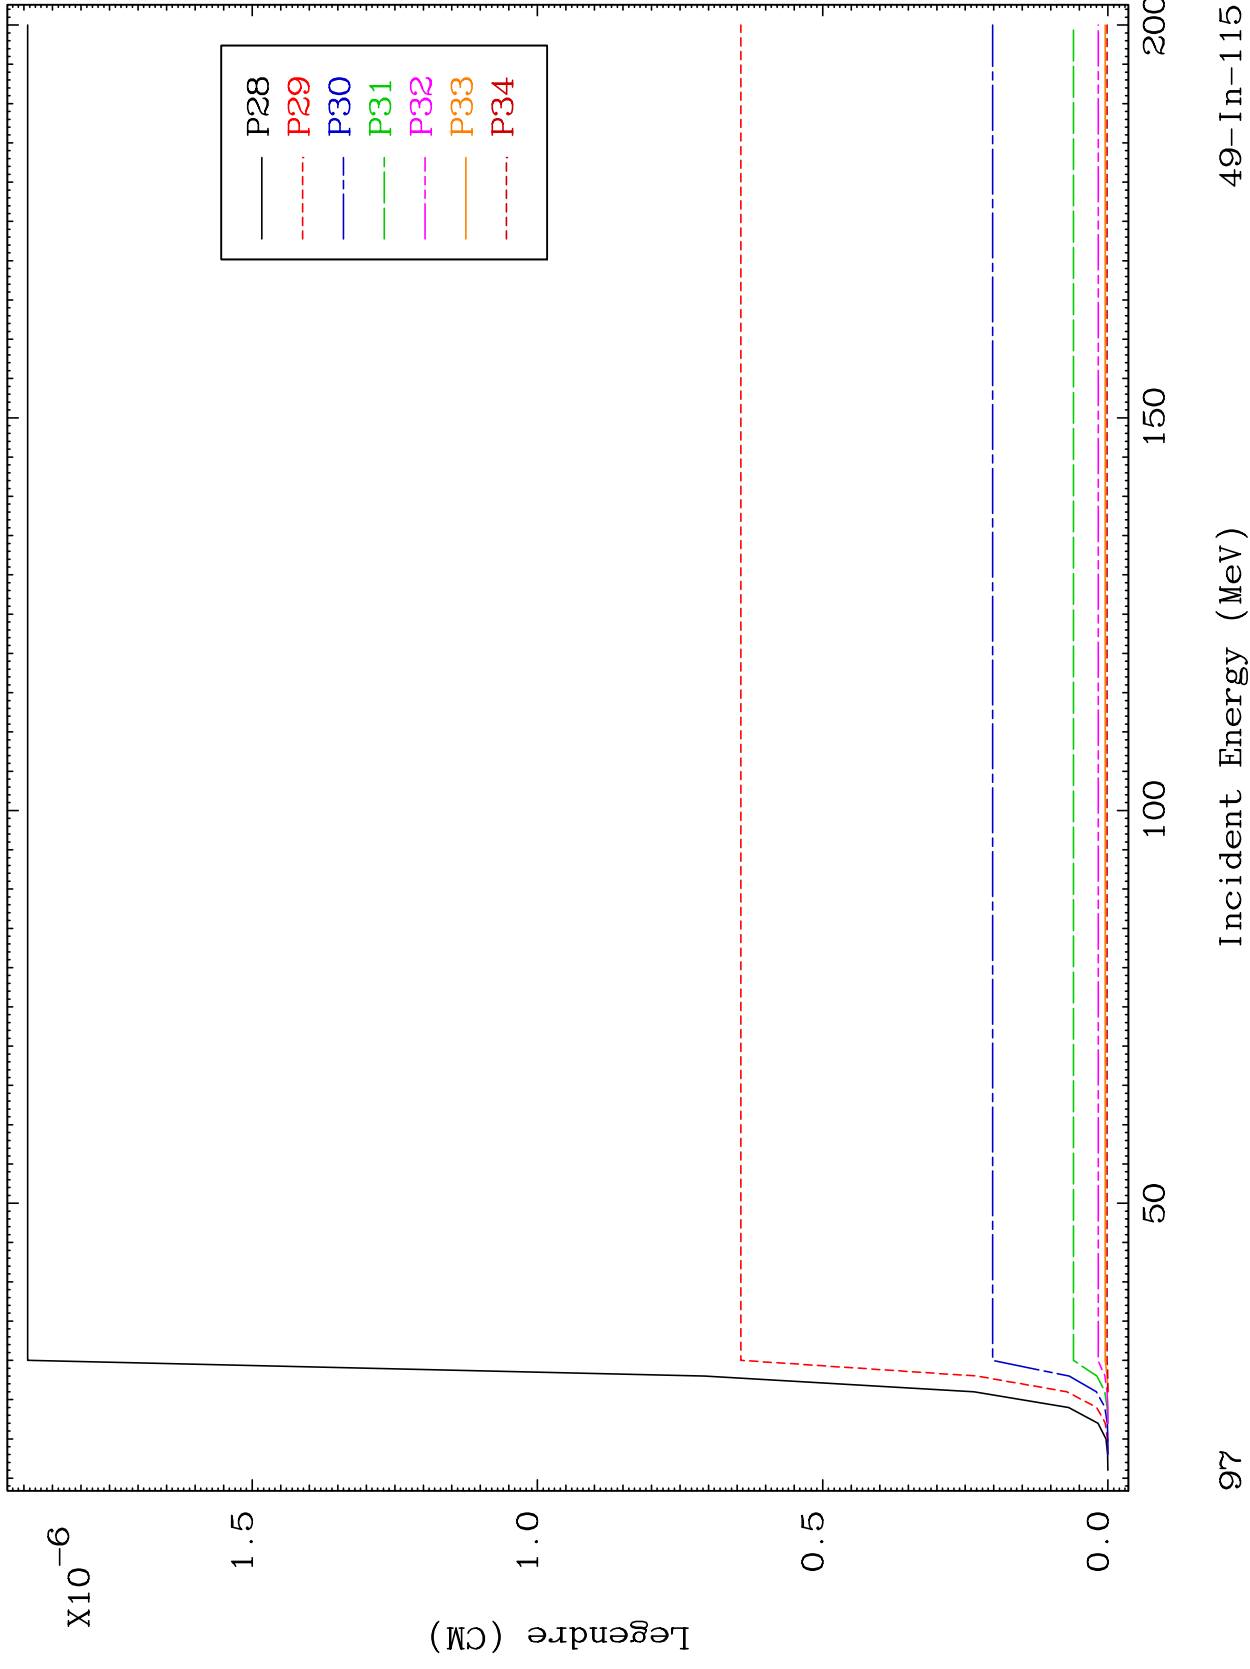 X10-6
Legendre (CM)
1.5
1.0
0.5
0.0
P28
P29
P30
P31
P32
P33
P34
50
100
150
200
Incident Energy (MeV)
97
49-In-115